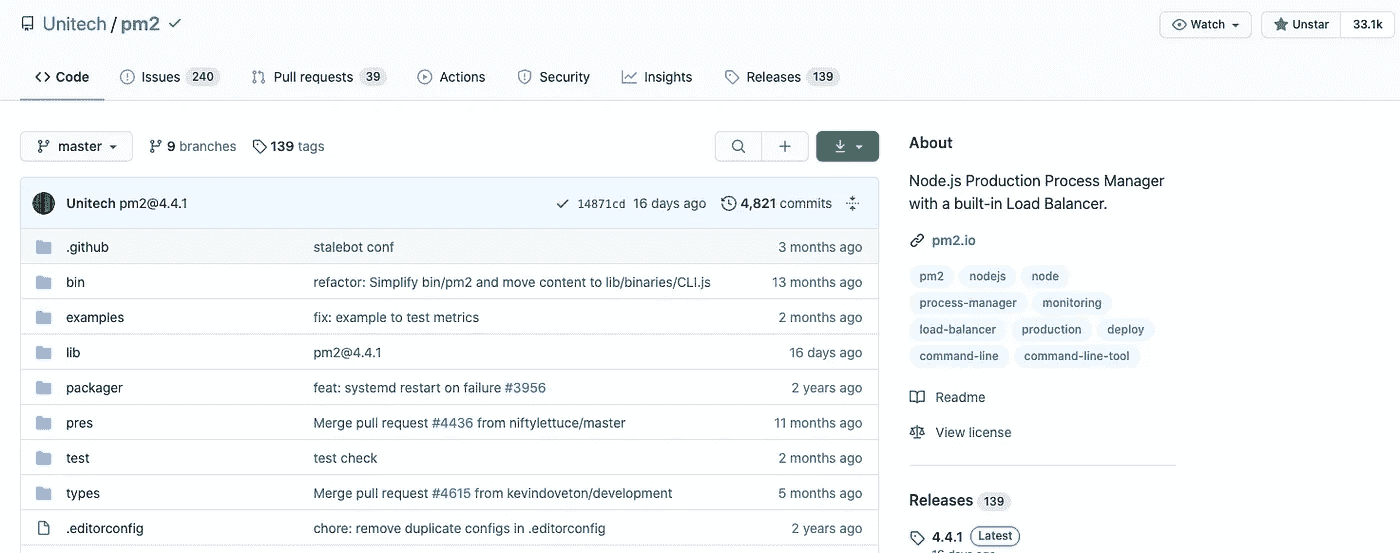 Unitech / pm2
Watch
Unstar 33.1k
Code
Issues 240
Pull requests 39
Actions
Security
Insights
Releases 139
master
9 branches
139 tags
Unitech pm2@4.4.1 14871cd 16 days ago 4,821 commits
.github stalebot conf 3 months ago
bin refactor: Simplify bin/pm2 and move content to lib/binaries/CLI.js 13 months ago
examples fix: example to test metrics 2 months ago
lib pm2@4.4.1 16 days ago
packager feat: systemd restart on failure #3956 2 years ago
pres Merge pull request #4436 from niftylettuce/master 11 months ago
test test check 2 months ago
types Merge pull request #4615 from kevindoveton/development 5 months ago
.editorconfig chore: remove duplicate configs in .editorconfig 2 years ago
About
Node.js Production Process Manager
with a built-in Load Balancer.
pm2.io
pm2 nodejs node
process-manager monitoring
load-balancer production deploy
command-line command-line-tool
Readme
View license
Releases 139
4.4.1 Latest
16 days ago